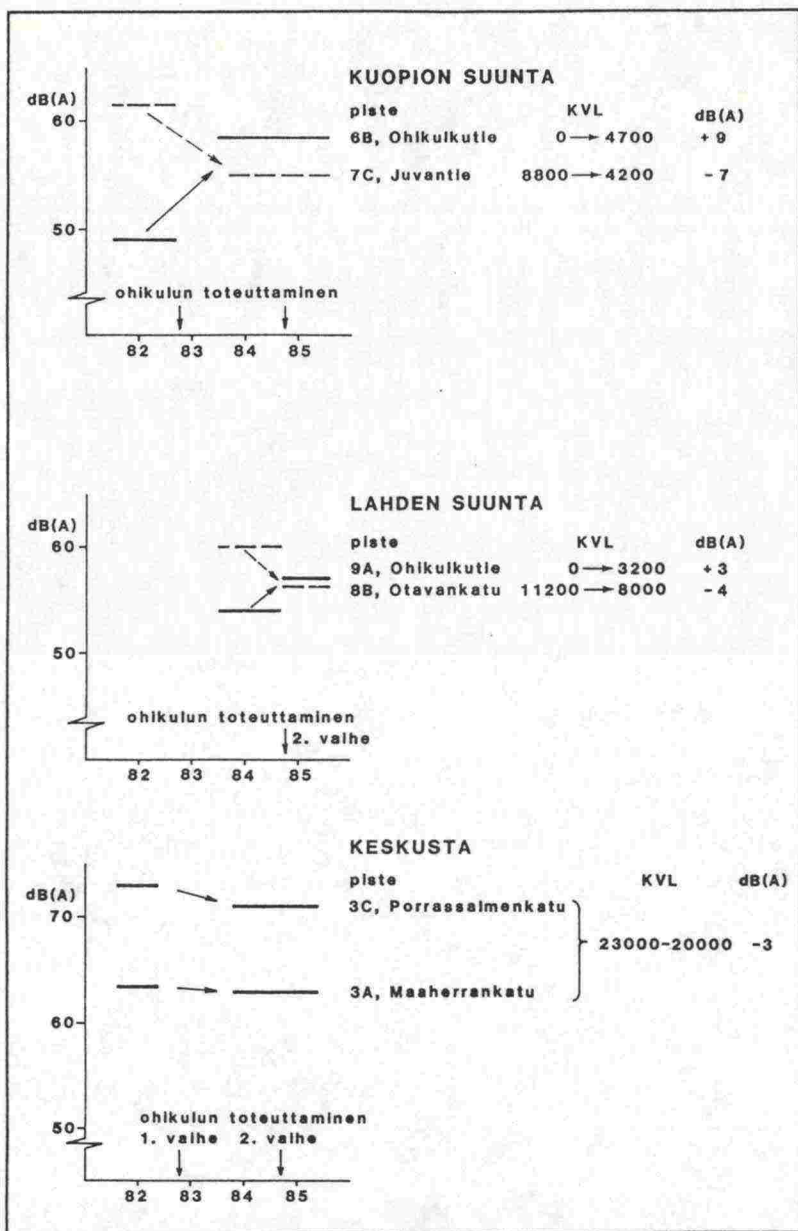 KUOPION SUUNTA
dB(A)
piste KVL dB(A)
60
6B, Ohikulkutie 0→4700 +9
7C, Juvantie 8800→4200 -7
50
ohikulun toteuttaminen
82 83 84 85
LAHDEN SUUNTA
dB(A)
piste KVL dB(A)
60
9A, Ohikulkutie 0→3200 +3
8B, Otavankatu 11200→8000 -4
50
ohikulun toteuttaminen
2. vaihe
82 83 84 85
KESKUSTA
piste KVL dB(A)
dB(A)
70
3C, Porrassalmenkatu
23000-20000 -3
3A, Maaherrankatu
60
50
ohikulun toteuttaminen
1. vaihe 2. vaihe
82 83 84 85